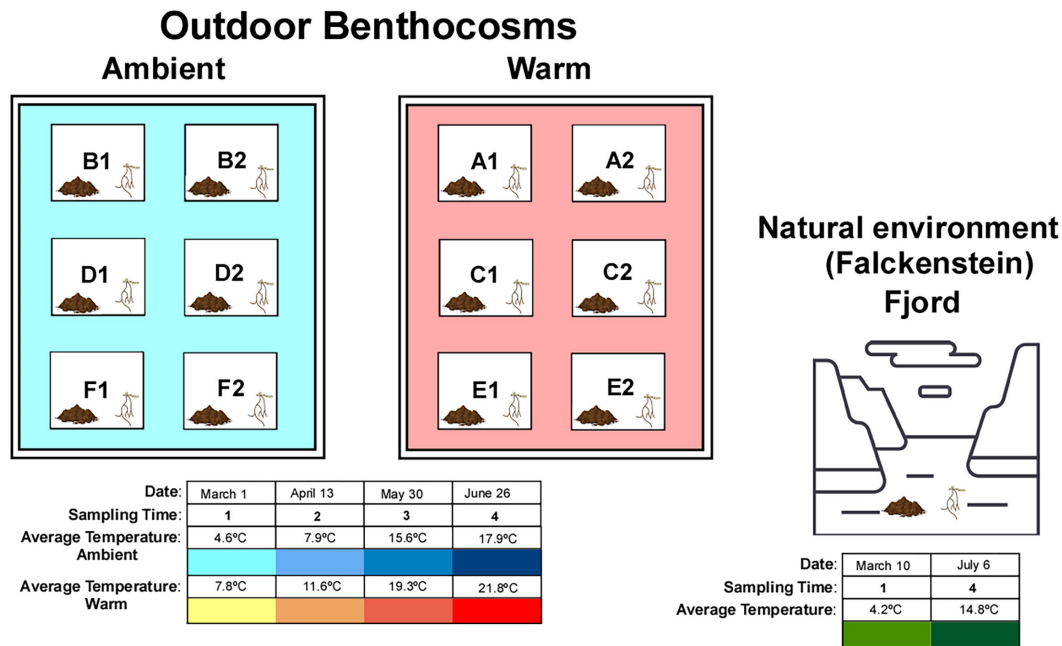 Outdoor Benthocosms
Ambient
Warm
B1 B2
D1 D2
F1 F2
A1 A2
C1 C2
E1 E2
Natural environment
(Falckenstein)
Fjord
Date: March 1 April 13 May 30 June 26
Sampling Time: 1 2 3 4
Average Temperature: 4.6ºC 7.9ºC 15.6ºC 17.9ºC
Ambient
Average Temperature: 7.8ºC 11.6ºC 19.3ºC 21.8ºC
Warm
Date: March 10 July 6
Sampling Time: 1 4
Average Temperature: 4.2ºC 14.8ºC